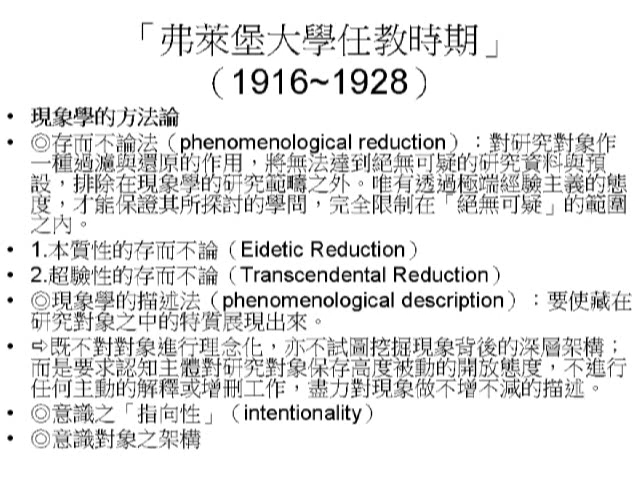 「弗萊堡大學任教時期」
（1916~1928）
• 現象學的方法論
• ◎存而不論法（phenomenological reduction）：對研究對象作
一種過濾與還原的作用，將無法達到絕無可疑的研究資料與預
設，排除在現象學的研究範疇之外。唯有透過極端經驗主義的態
度，才能保證其所探討的學問，完全限制在「絕無可疑」的範圍
之內。
• 1.本質性的存而不論（Eidetic Reduction）
• 2.超驗性的存而不論（Transcendental Reduction）
• ◎現象學的描述法（phenomenological description）：要使藏在
研究對象之中的特質展現出來。
• ⇨既不對對象進行理念化，亦不試圖挖掘現象背後的深層架構；
而是要求認知主體對研究對象保存高度被動的開放態度，不進行
任何主動的解釋或增刪工作，盡力對現象做不增不減的描述。
• ◎意識之「指向性」（intentionality）
• ◎意識對象之架構